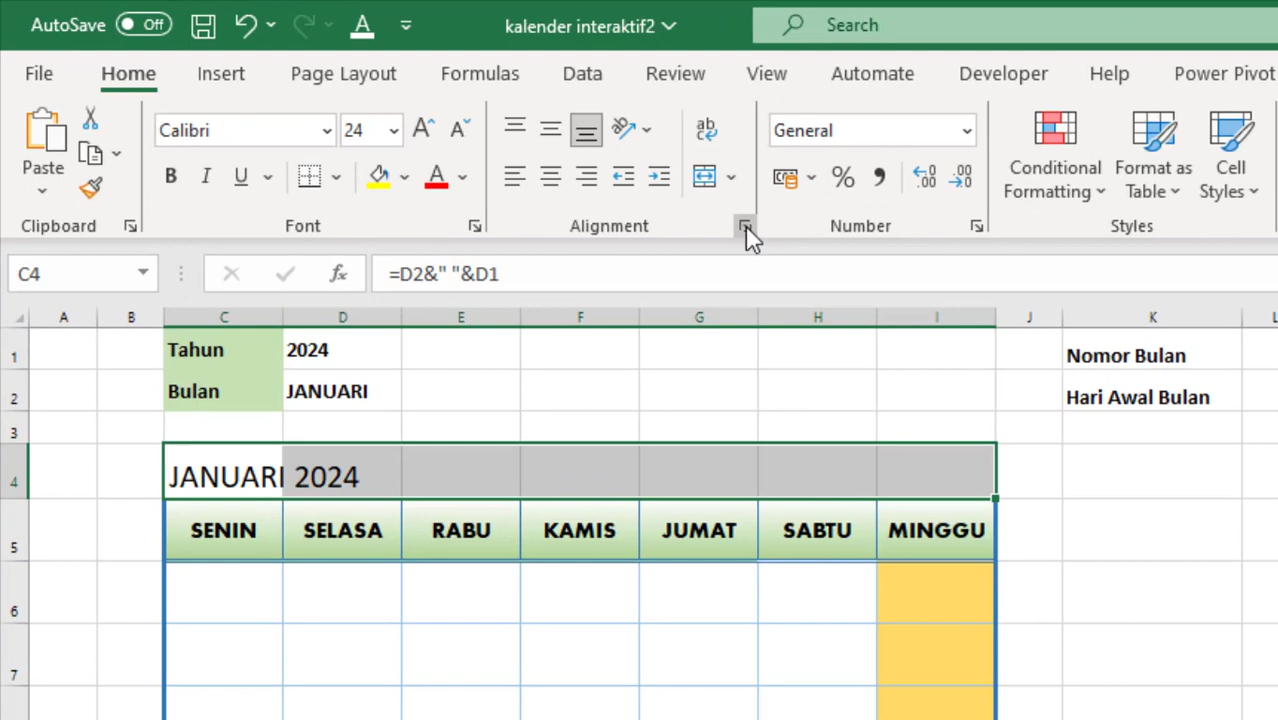 AutoSave Off kalender interaktif2 Search
File Home Insert Page Layout Formulas Data Review View Automate Developer Help Power Pivot
Paste
Calibri 24
B I U A
ab
General
% 9
Conditional Formatting
Format as Table
Cell Styles
Clipboard Font Alignment Number Styles
C4 fx =D2&" "&D1
A B C D E F G H I J K L
1 Tahun 2024 Nomor Bulan
2 Bulan JANUARI Hari Awal Bulan
3
4 JANUARI 2024
5 SENIN SELASA RABU KAMIS JUMAT SABTU MINGGU
6
7